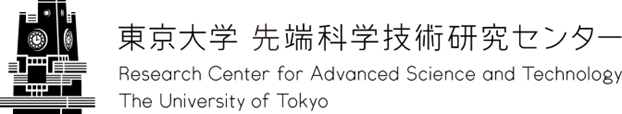 東京大学 先端科学技術研究センター
Research Center for Advanced Science and Technology
The University of Tokyo